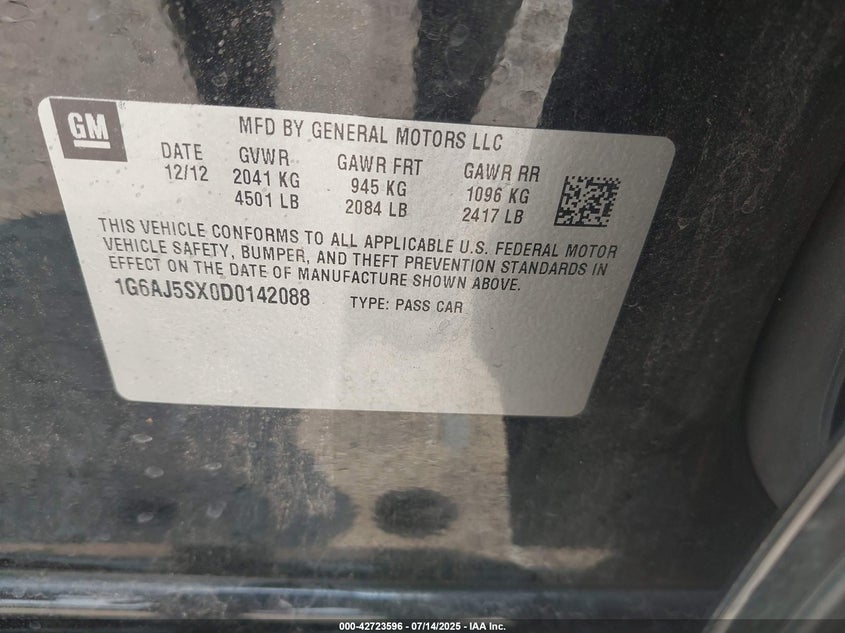 GM
MFD BY GENERAL MOTORS LLC
DATE GVWR GAWR FRT GAWR RR
12/12 2041 KG 945 KG 1096 KG
4501 LB 2084 LB 2417 LB
THIS VEHICLE CONFORMS TO ALL APPLICABLE U.S. FEDERAL MOTOR
VEHICLE SAFETY, BUMPER, AND THEFT PREVENTION STANDARDS IN
EFFECT ON THE DATE OF MANUFACTURE SHOWN ABOVE.
1G6AJ5SX0D0142088 TYPE: PASS CAR
000-42723596 - 07/14/2025 - IAA Inc.